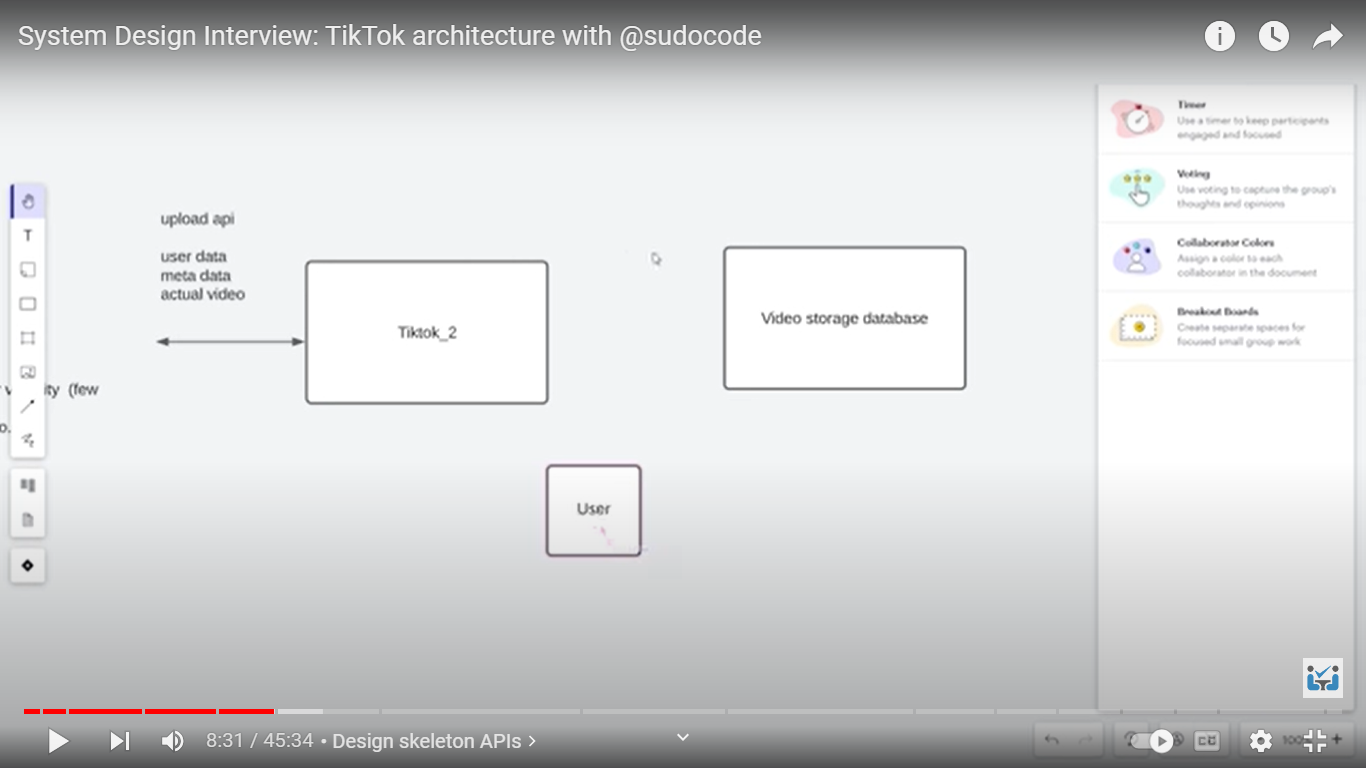 System Design Interview: TikTok architecture with @sudocode
Timer
Use a timer to keep participants
engaged and focused
Voting
Use voting to capture the group's
thoughts and opinions
Collaborator Colors
Assign a color to each
collaborator in the document
Breakout Boards
Create separate spaces for
focused small group work
T
upload api
user data
meta data
actual video
Tiktok_2
Video storage database
(few
o.
User
8:31 / 45:34 • Design skeleton APIs